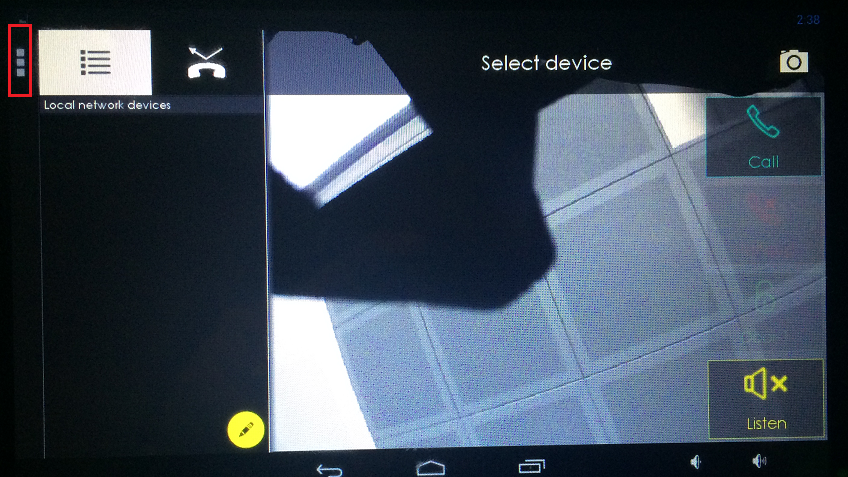 2:38
Select device
Local network devices
Call
Listen